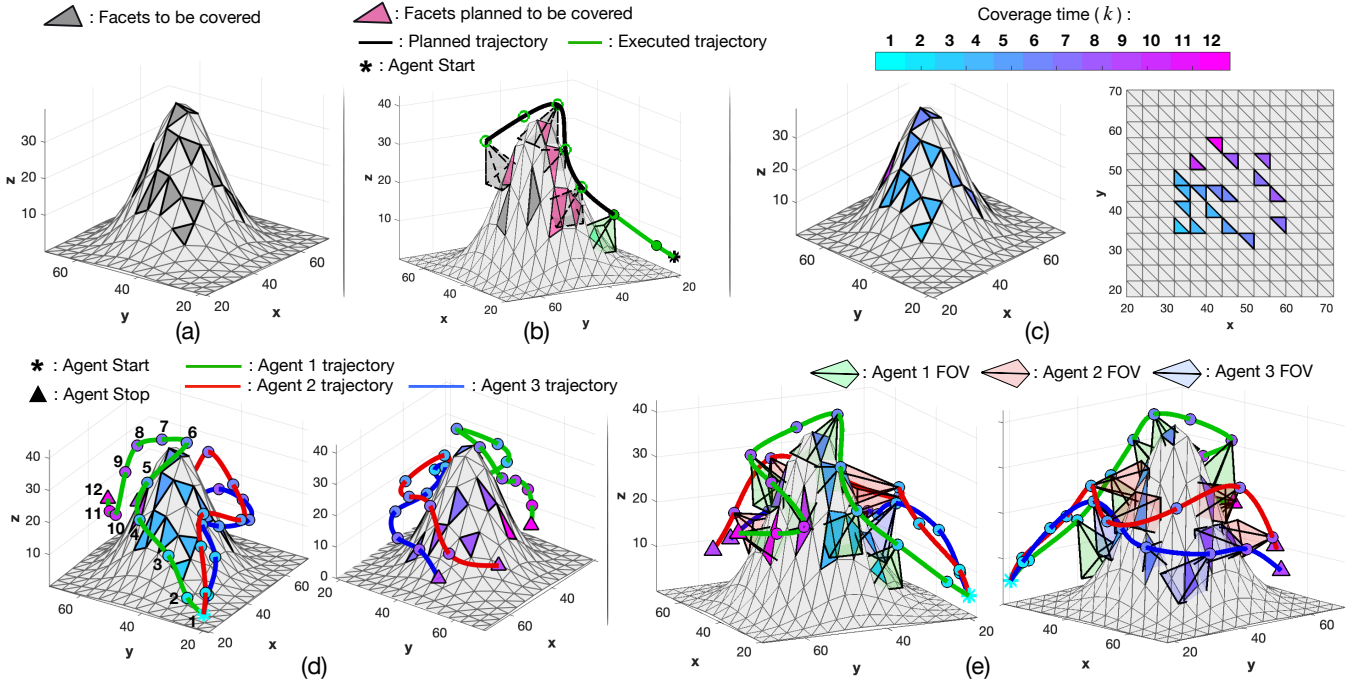 : Facets to be covered
: Facets planned to be covered
: Planned trajectory : Executed trajectory
* : Agent Start
Coverage time ( k ) :
1 2 3 4 5 6 7 8 9 10 11 12
z
30
20
10
60
40
20
20
40
60
y
x
(a)
z
40
30
20
10
60
40
20
60
40
20
x
y
(b)
z
30
20
10
60
40
20
20
40
60
y
x
y
70
60
50
40
30
20
20 30 40 50 60 70
x
(c)
* : Agent Start : Agent 1 trajectory
: Agent Stop : Agent 2 trajectory : Agent 3 trajectory
z
40
30
20
10
8 7 6
9 5
12
11
10 4
3
2
1
60
40
20
20
40
60
y
x
40
30
20
10
0
20
40
60
60
40
20
y
x
(d)
: Agent 1 FOV : Agent 2 FOV : Agent 3 FOV
z
40
30
20
10
60
40
20
60
40
20
x
y
60
40
20
20
40
60
x
y
(e)